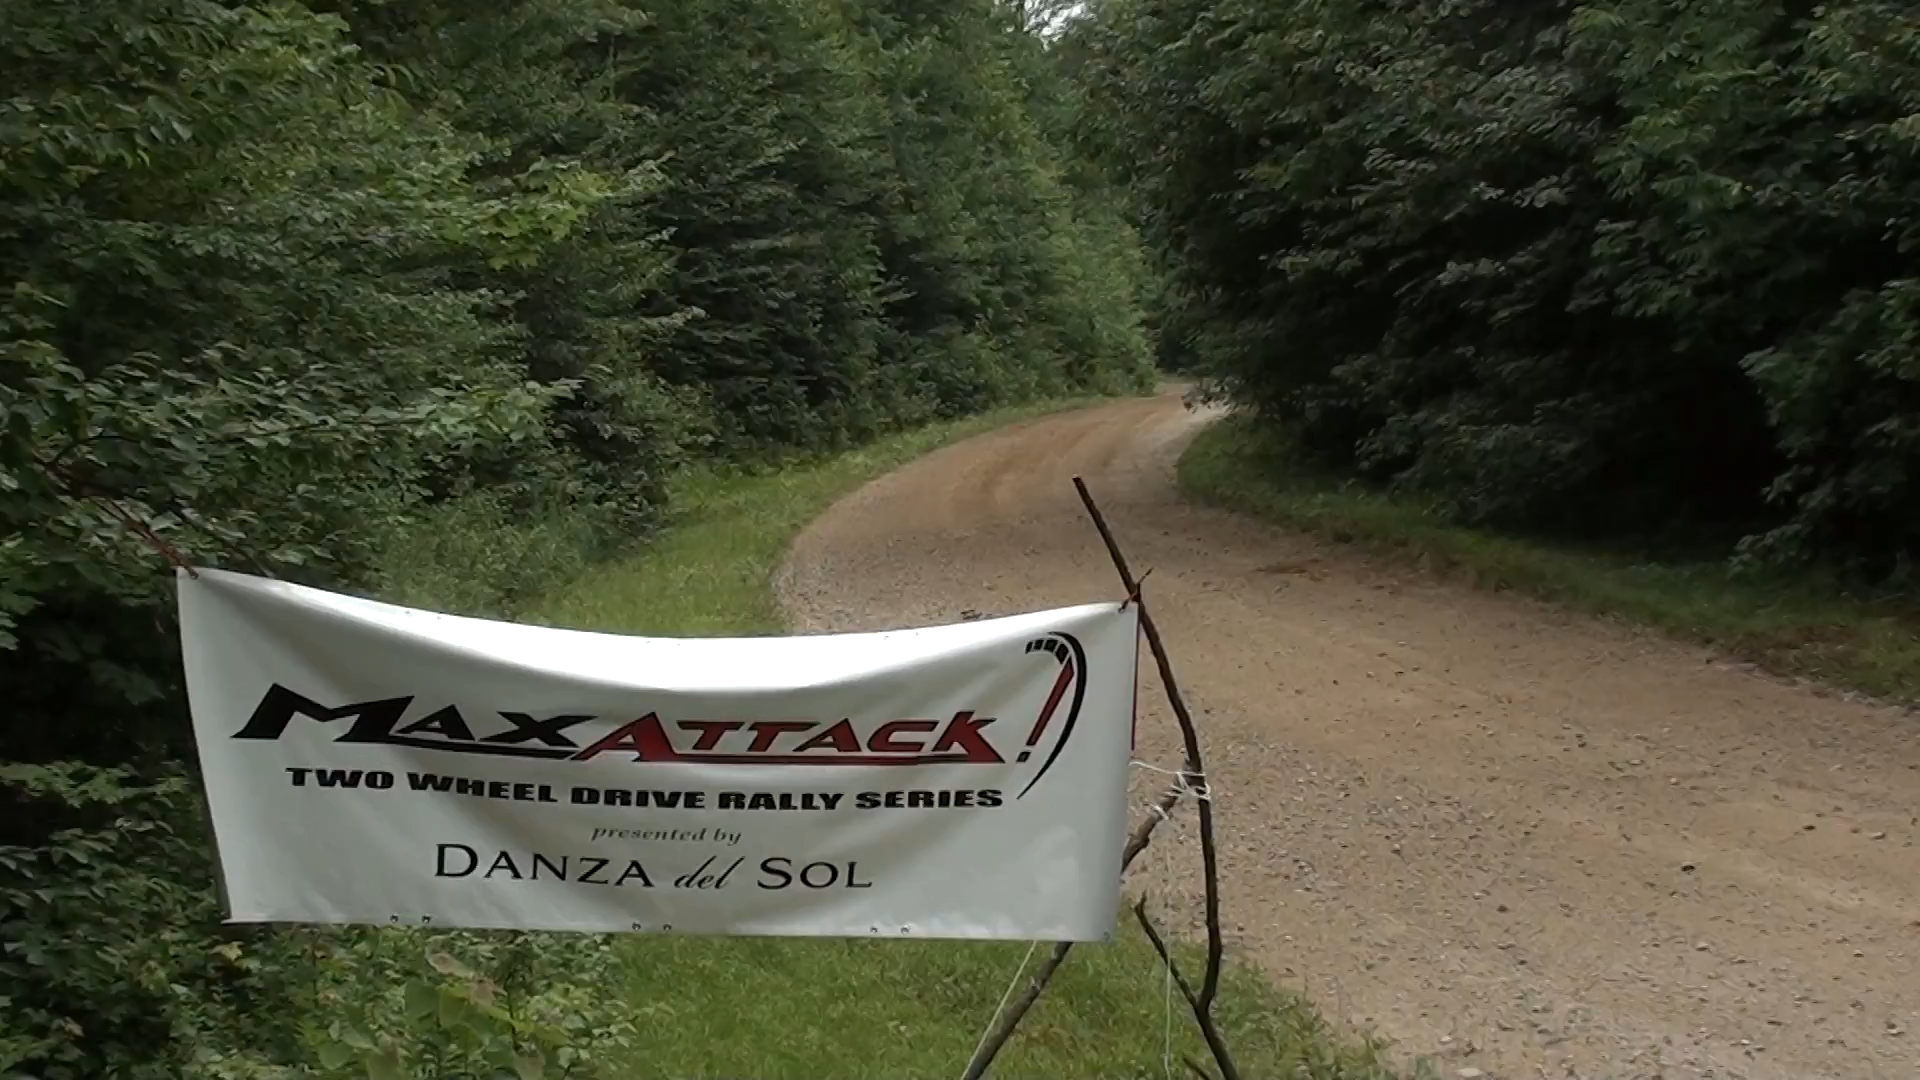 MAXATTACK!
TWO WHEEL DRIVE RALLY SERIES
presented by
DANZA del SOL